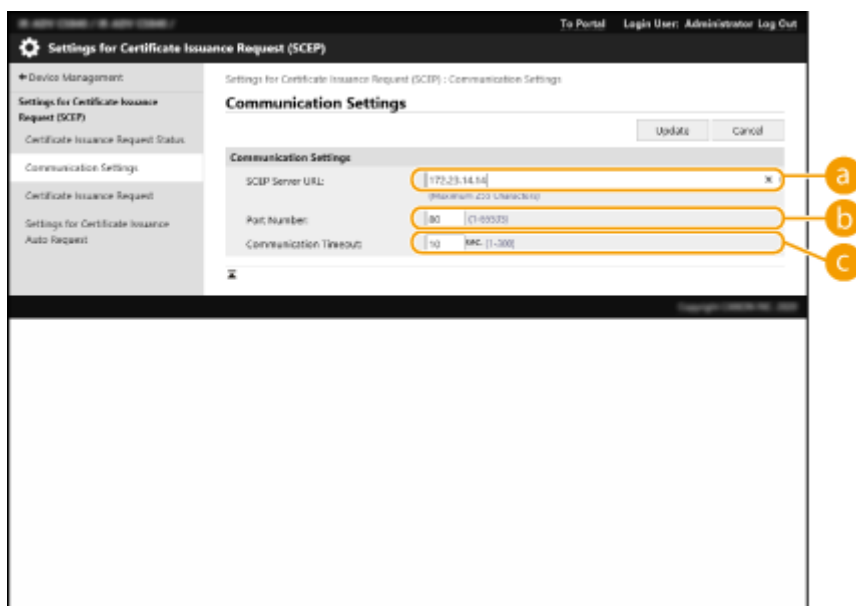 To Portal Login User: Administrator Log Out
Settings for Certificate Issuance Request (SCEP)
Device Management
Settings for Certificate Issuance
Request (SCEP)
Certificate Issuance Request Status
Communication Settings
Certificate Issuance Request
Settings for Certificate Issuance
Auto Request
Settings for Certificate Issuance Request (SCEP) : Communication Settings
Communication Settings
Update Cancel
Communication Settings
SCEP Server URL: 172.23.14.14
(Maximum 255 Characters)
Port Number: 80 (1-65535)
Communication Timeout: 10 sec. (1-300)
a
b
c